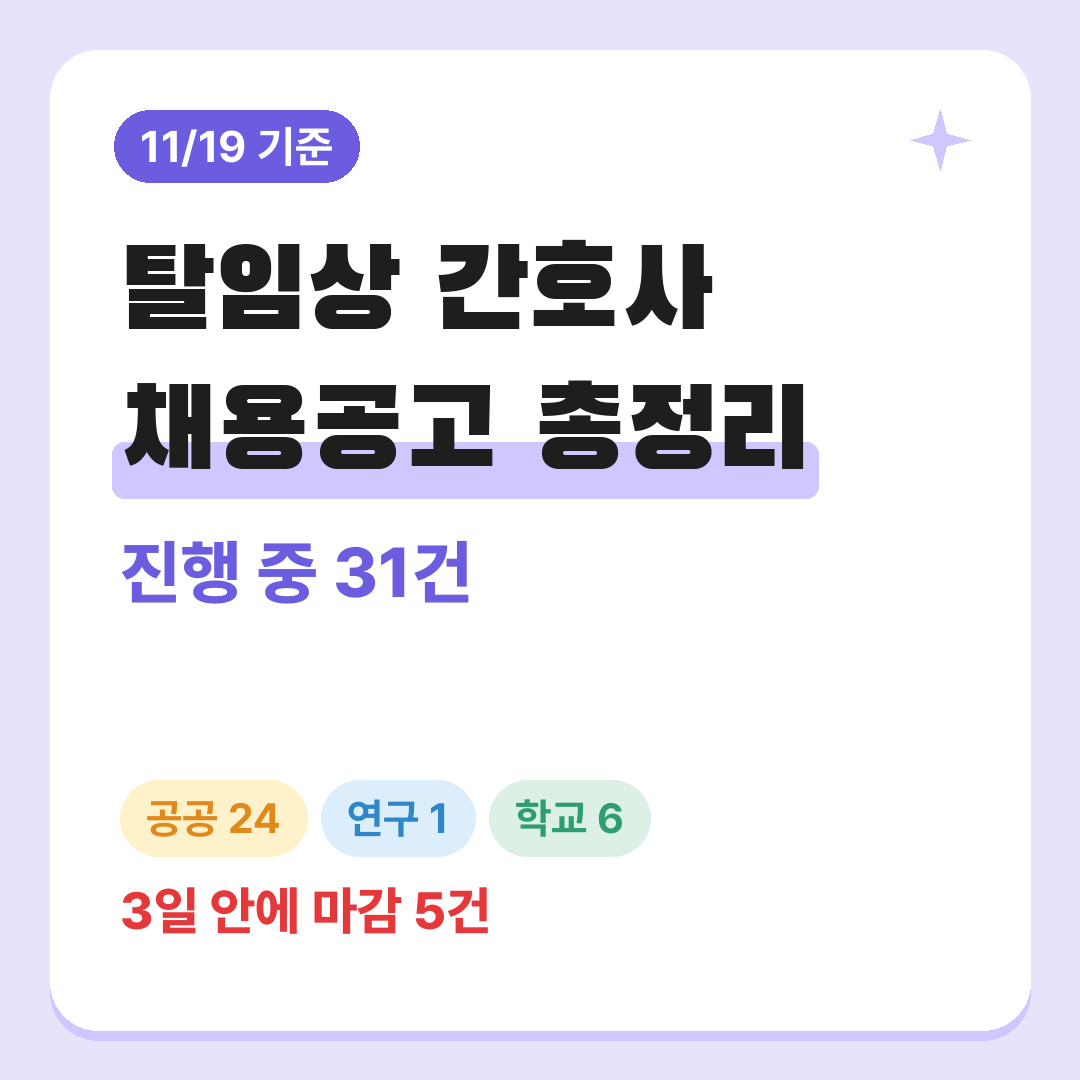 11/19 기준
탈임상 간호사
채용공고 총정리
진행 중 31건
공공 24 연구 1 학교 6
3일 안에 마감 5건